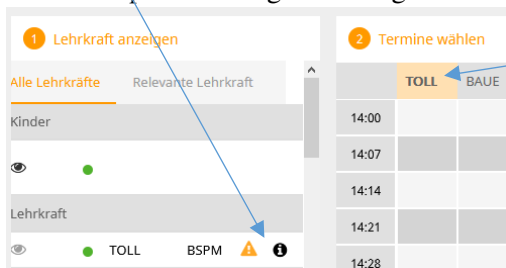 1 Lehrkraft anzeigen
Alle Lehrkräfte Relevante Lehrkraft
Kinder
Lehrkraft
TOLL BSPM
2 Termine wählen
TOLL BAUE
14:00
14:07
14:14
14:21
14:28